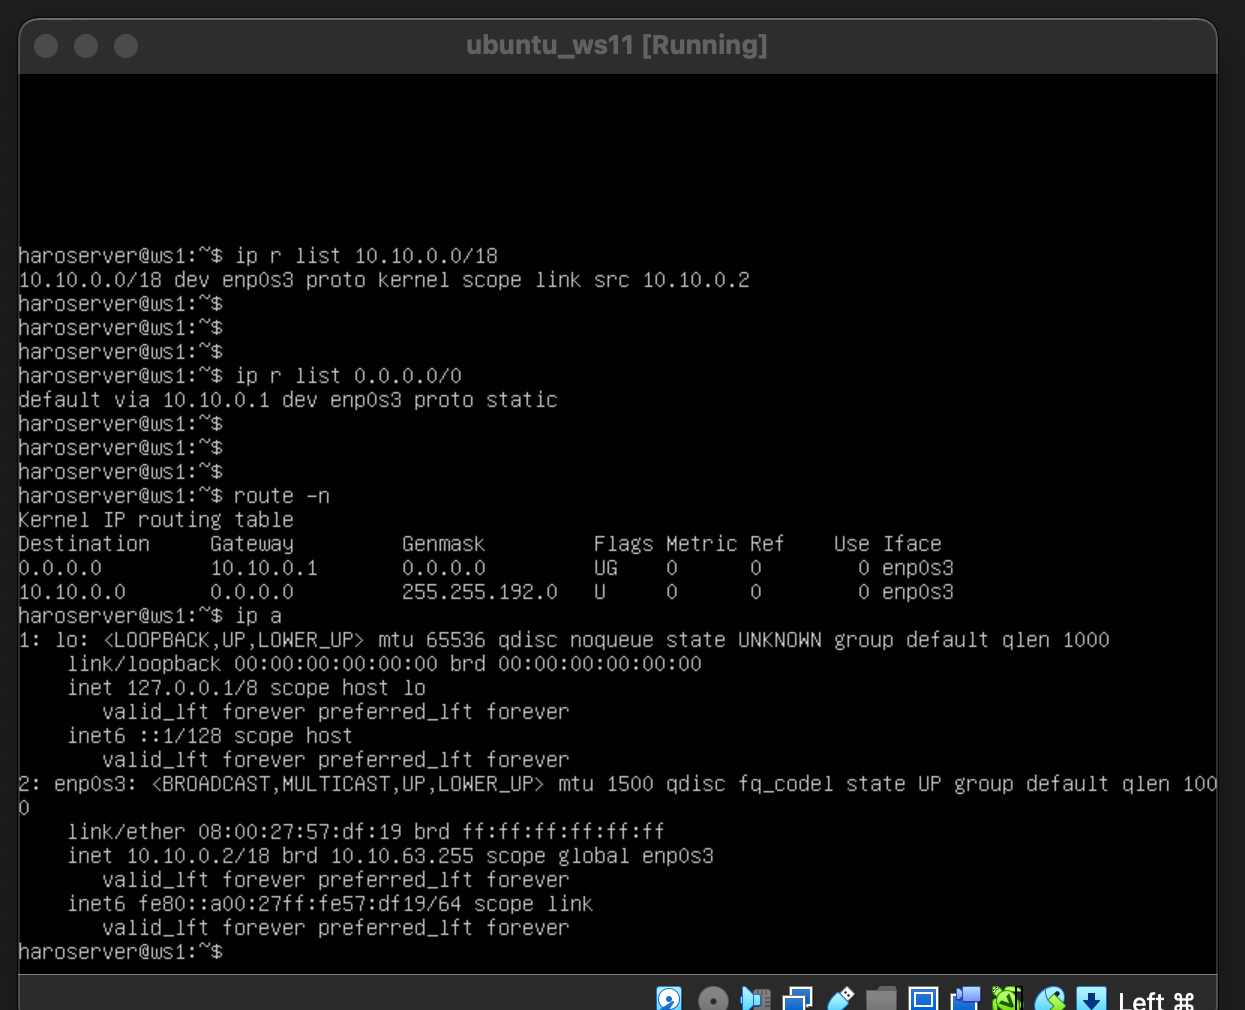 ubuntu_ws11 [Running]
haroserver@ws1:~$ ip r list 10.10.0.0/18
10.10.0.0/18 dev enp0s3 proto kernel scope link src 10.10.0.2
haroserver@ws1:~$
haroserver@ws1:~$
haroserver@ws1:~$
haroserver@ws1:~$ ip r list 0.0.0.0/0
default via 10.10.0.1 dev enp0s3 proto static
haroserver@ws1:~$
haroserver@ws1:~$
haroserver@ws1:~$
haroserver@ws1:~$ route -n
Kernel IP routing table
Destination     Gateway         Genmask         Flags Metric Ref    Use Iface
0.0.0.0         10.10.0.1       0.0.0.0         UG    0      0        0 enp0s3
10.10.0.0       0.0.0.0         255.255.192.0   U     0      0        0 enp0s3
haroserver@ws1:~$ ip a
1: lo: <LOOPBACK,UP,LOWER_UP> mtu 65536 qdisc noqueue state UNKNOWN group default qlen 1000
    link/loopback 00:00:00:00:00:00 brd 00:00:00:00:00:00
    inet 127.0.0.1/8 scope host lo
       valid_lft forever preferred_lft forever
    inet6 ::1/128 scope host
       valid_lft forever preferred_lft forever
2: enp0s3: <BROADCAST,MULTICAST,UP,LOWER_UP> mtu 1500 qdisc fq_codel state UP group default qlen 100
0
    link/ether 08:00:27:57:df:19 brd ff:ff:ff:ff:ff:ff
    inet 10.10.0.2/18 brd 10.10.63.255 scope global enp0s3
       valid_lft forever preferred_lft forever
    inet6 fe80::a00:27ff:fe57:df19/64 scope link
       valid_lft forever preferred_lft forever
haroserver@ws1:~$
Left ⌘